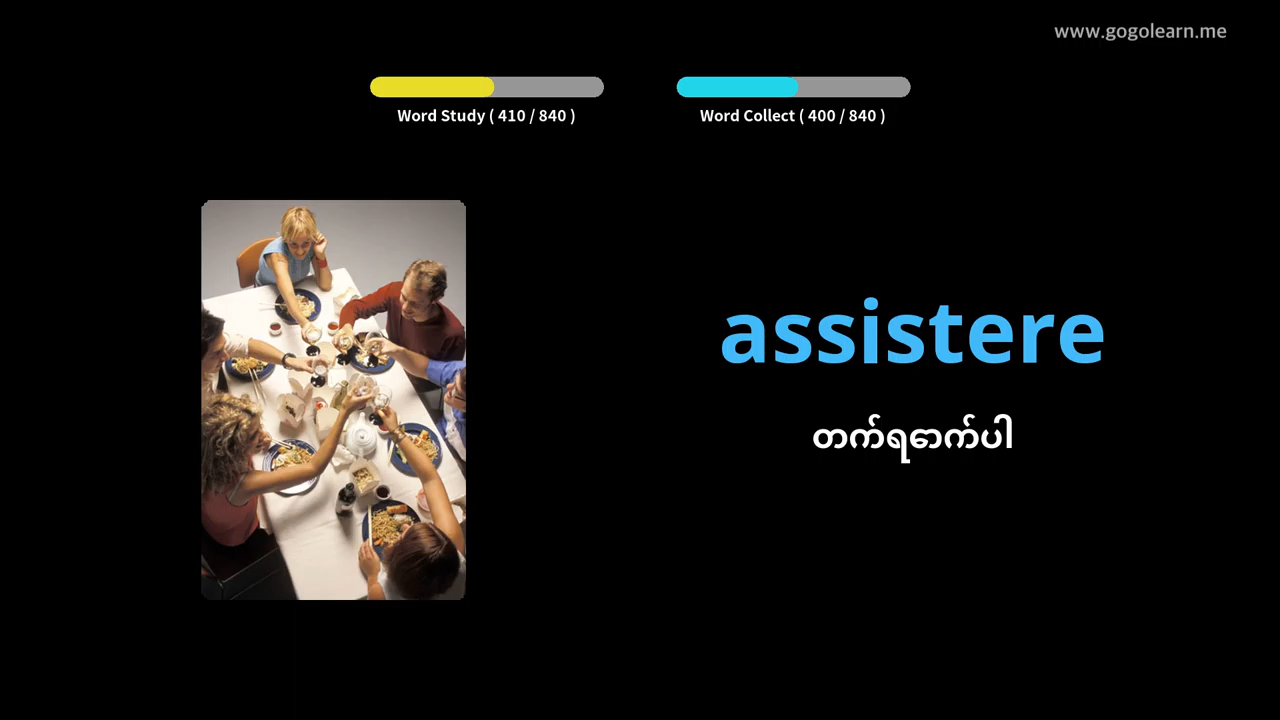 www.gogolearn.me
Word Study ( 410 / 840 )
Word Collect ( 400 / 840 )
assistere
တက်ရောက်ပါ